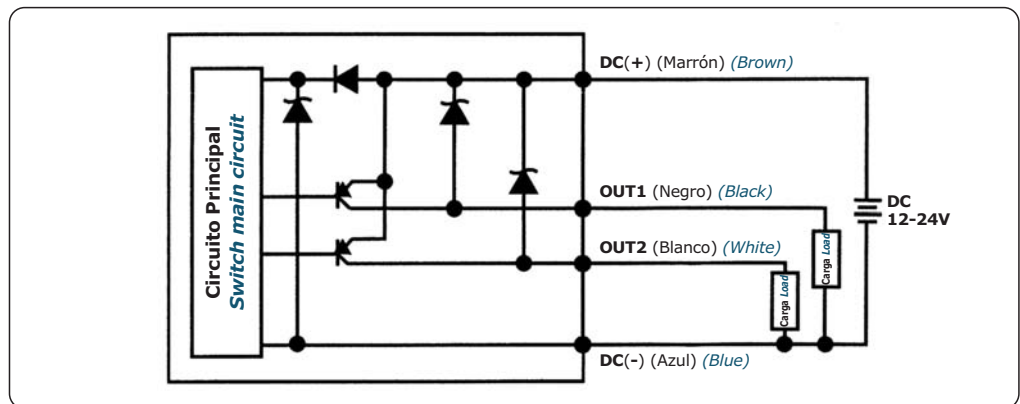 DC(+) (Marrón) (Brown)
Circuito Principal
Switch main circuit
OUT1 (Negro) (Black)
DC
12-24V
OUT2 (Blanco) (White)
Carga Load
Carga Load
DC(-) (Azul) (Blue)